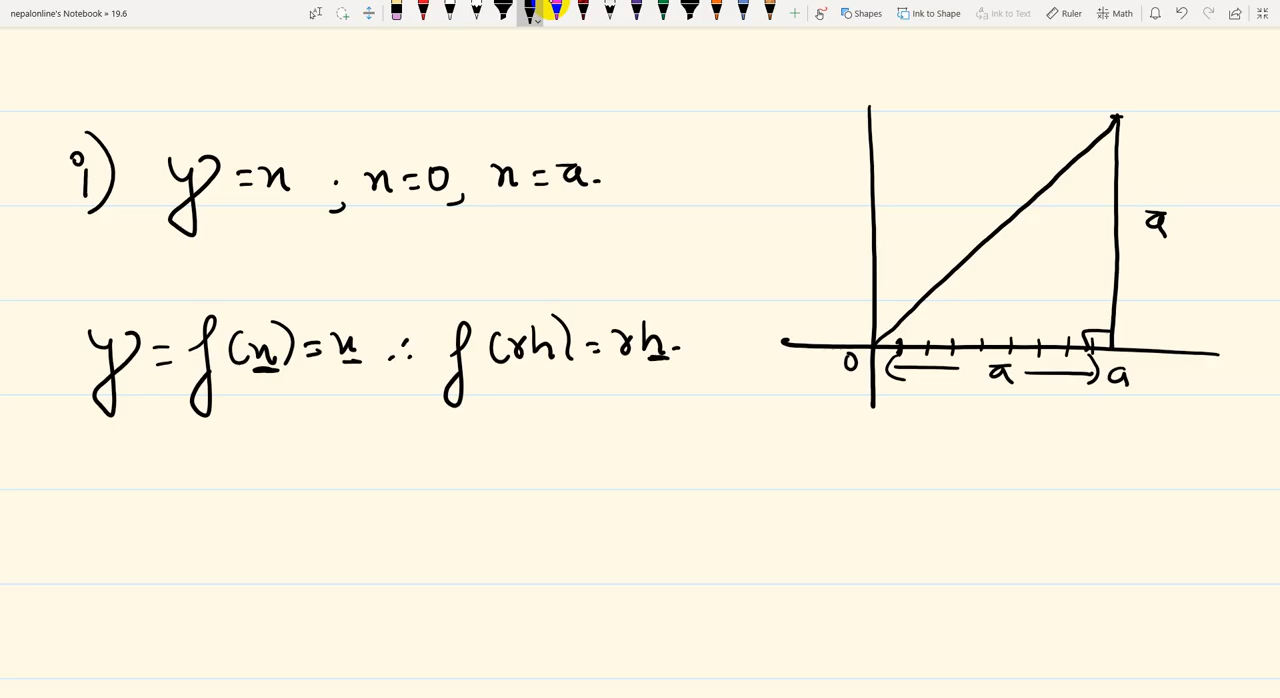 nepalonline's Notebook » 19.6
Shapes Ink to Shape Ink to Text Ruler Math
i) y = x ; x = 0, x = a.
a
y = f(x) = x ∴ f(rh) = rh.
0 a a